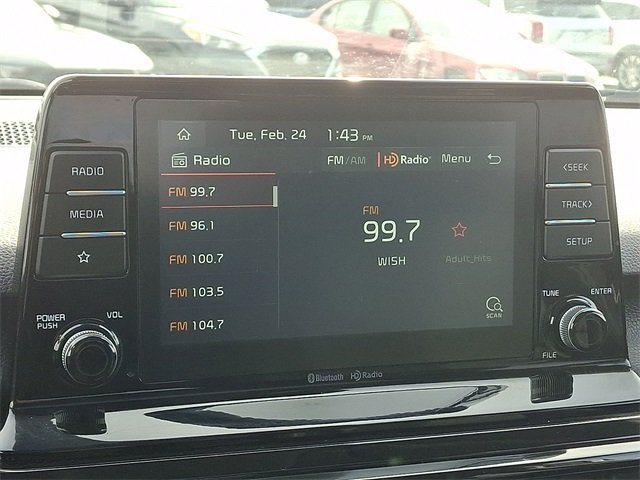 Tue, Feb. 24 1:43 PM
Radio FM/AM HD Radio Menu
FM 99.7
FM 96.1
FM 100.7
FM 103.5
FM 104.7
FM
99.7
WISH
Adult_Hits
SCAN
RADIO
MEDIA
POWER
PUSH
VOL
<SEEK
TRACK>
SETUP
TUNE
ENTER
FILE
Bluetooth HD Radio